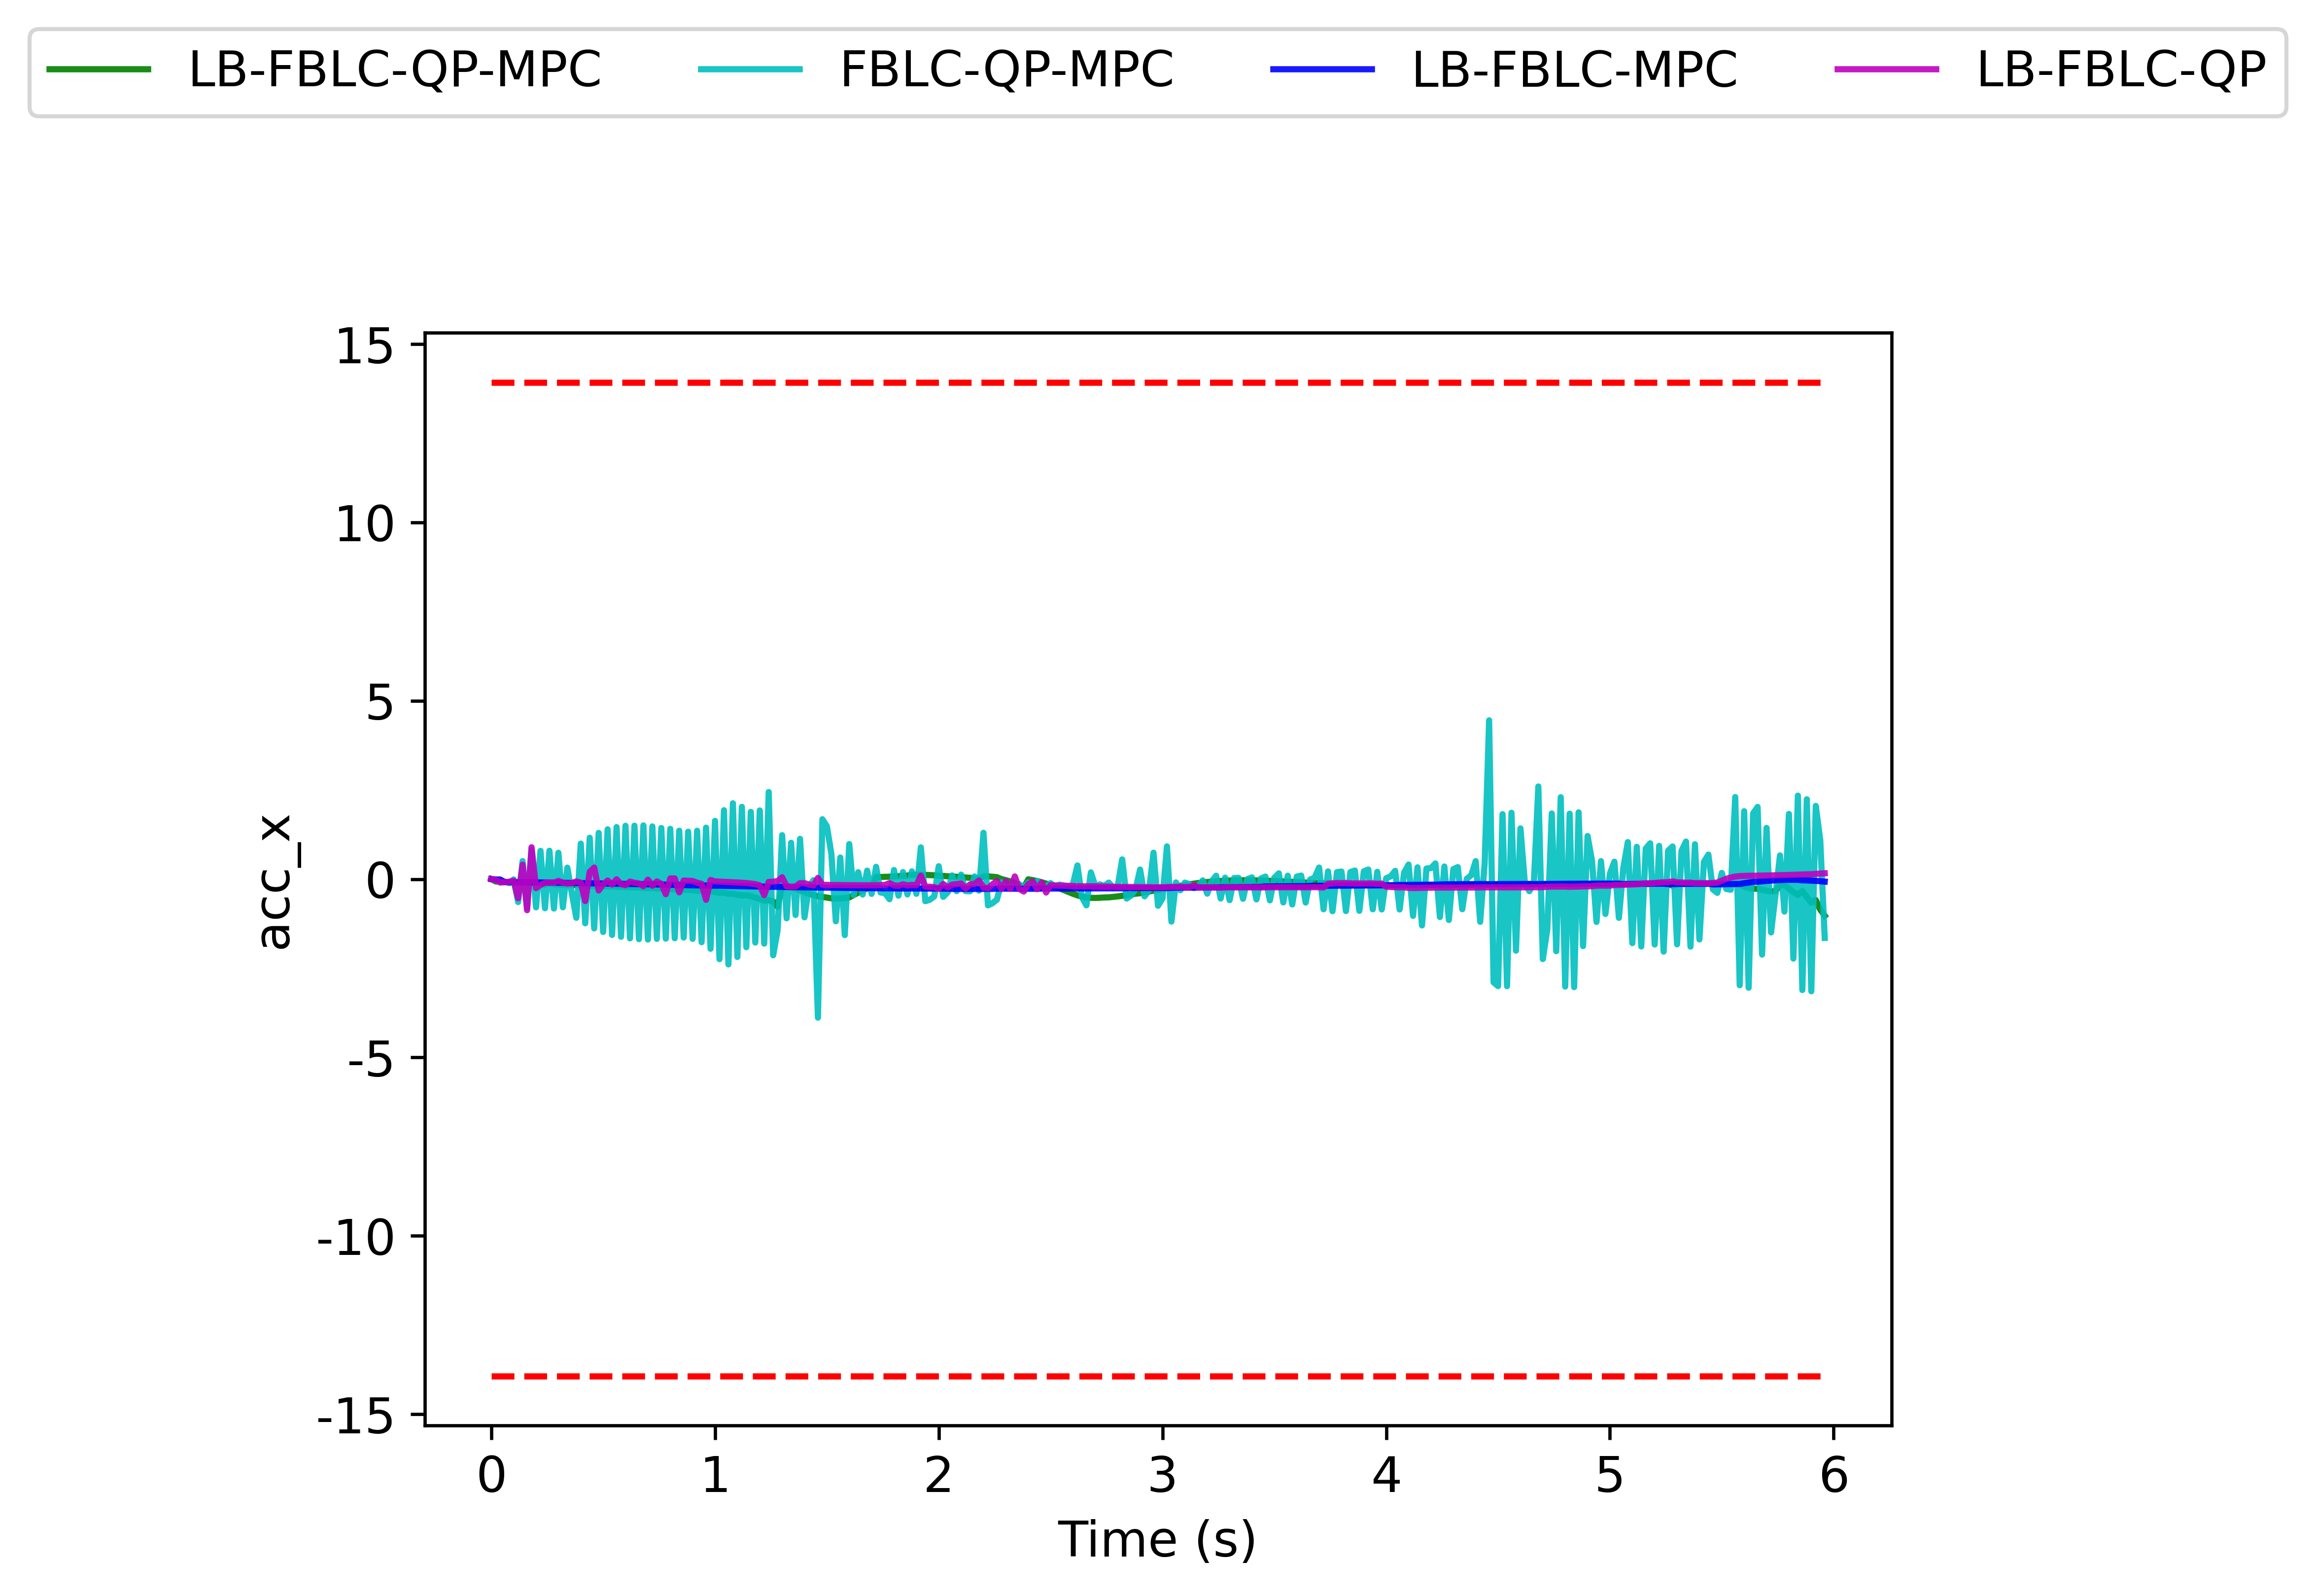 LB-FBLC-QP-MPC FBLC-QP-MPC LB-FBLC-MPC LB-FBLC-QP
15
10
5
0
-5
-10
-15
acc_x
0 1 2 3 4 5 6
Time (s)